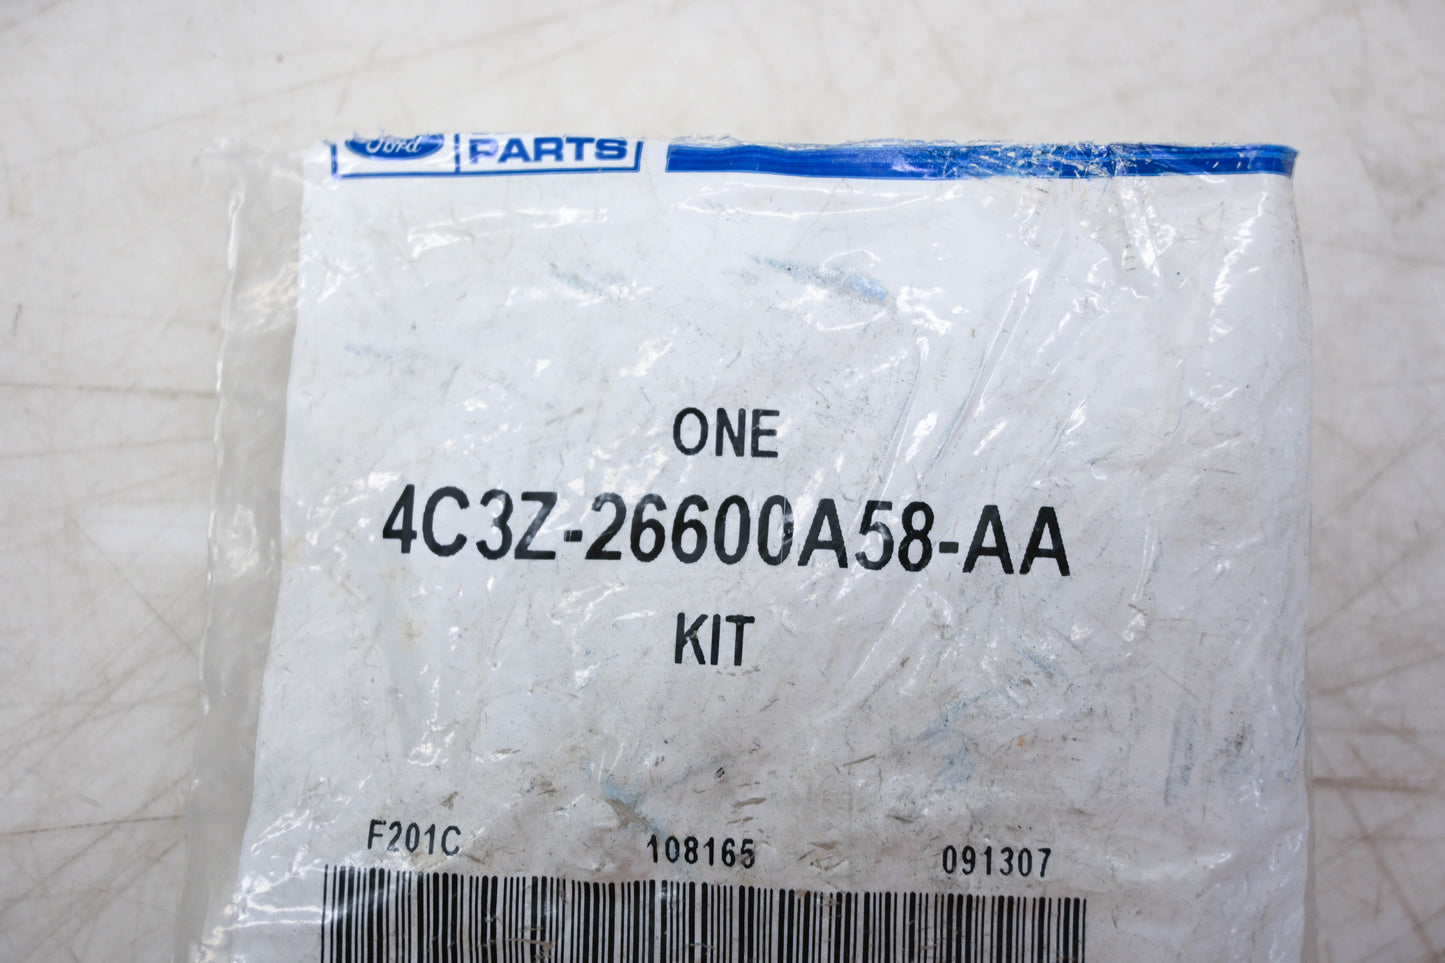 Ford PARTS
ONE
4C3Z-26600A58-AA
KIT
F201C 108165 091307